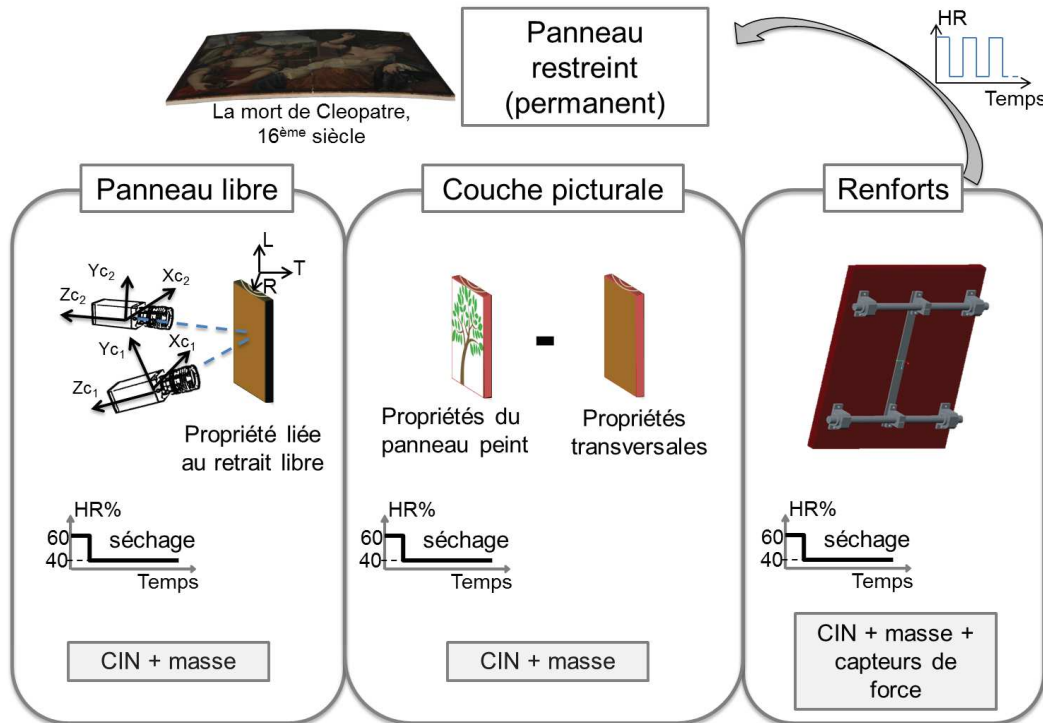 Panneau
restreint
(permanent)
HR
Temps
La mort de Cleopatre,
16ème siècle
Panneau libre
L
T
R
Yc2
Xc2
Zc2
Yc1
Xc1
Zc1
Propriété liée
au retrait libre
HR%
60
séchage
40
Temps
CIN + masse
Couche picturale
-
Propriétés du
panneau peint
Propriétés
transversales
HR%
60
séchage
40
Temps
CIN + masse
Renforts
HR%
60
séchage
40
Temps
CIN + masse +
capteurs de
force